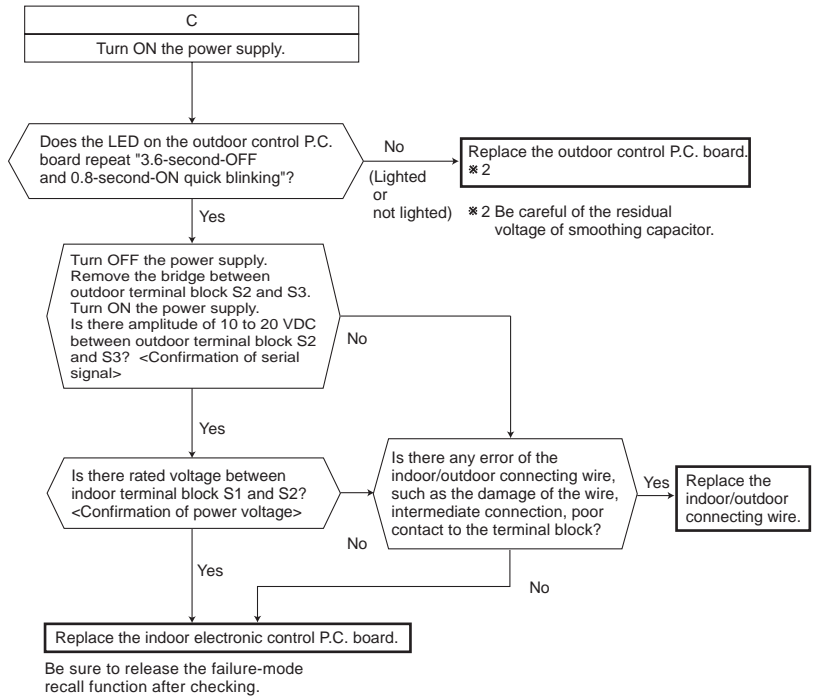 C
Turn ON the power supply.
Does the LED on the outdoor control P.C.
board repeat "3.6-second-OFF
and 0.8-second-ON quick blinking"?
No
(Lighted
or
not lighted)
Replace the outdoor control P.C. board.
※2
※2 Be careful of the residual
voltage of smoothing capacitor.
Yes
Turn OFF the power supply.
Remove the bridge between
outdoor terminal block S2 and S3.
Turn ON the power supply.
Is there amplitude of 10 to 20 VDC
between outdoor terminal block S2
and S3? <Confirmation of serial
signal>
No
Yes
Is there rated voltage between
indoor terminal block S1 and S2?
<Confirmation of power voltage>
No
Is there any error of the
indoor/outdoor connecting wire,
such as the damage of the wire,
intermediate connection, poor
contact to the terminal block?
Yes
Replace the
indoor/outdoor
connecting wire.
Yes
No
Replace the indoor electronic control P.C. board.
Be sure to release the failure-mode
recall function after checking.